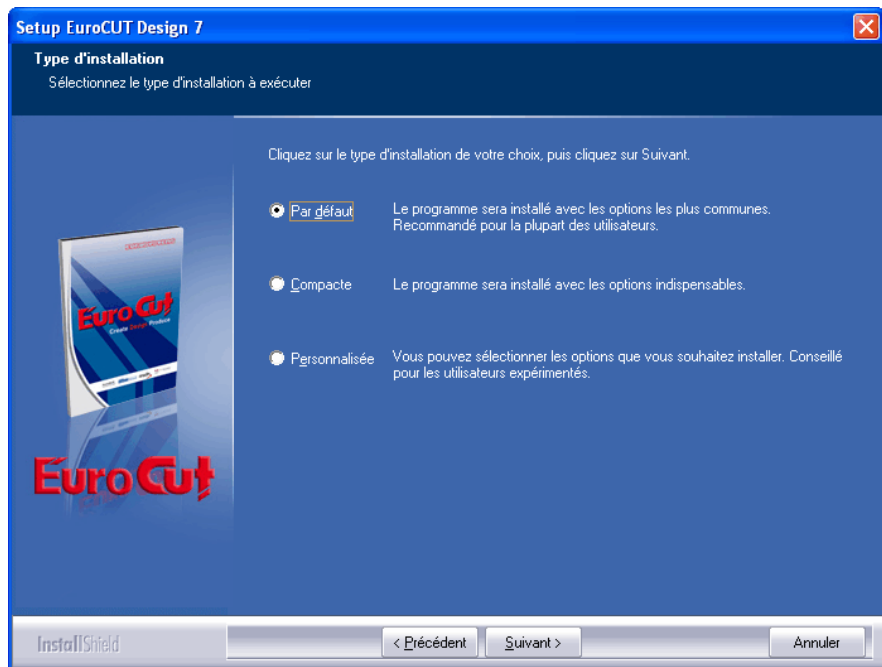 Setup EuroCUT Design 7
Type d'installation
Sélectionnez le type d'installation à exécuter
Cliquez sur le type d'installation de votre choix, puis cliquez sur Suivant.
Par défaut
Le programme sera installé avec les options les plus communes.
Recommandé pour la plupart des utilisateurs.
Compacte
Le programme sera installé avec les options indispensables.
Personnalisée
Vous pouvez sélectionner les options que vous souhaitez installer. Conseillé
pour les utilisateurs expérimentés.
Euro Cut
Create Design Produce
Euro Cut
InstallShield
< Précédent
Suivant >
Annuler